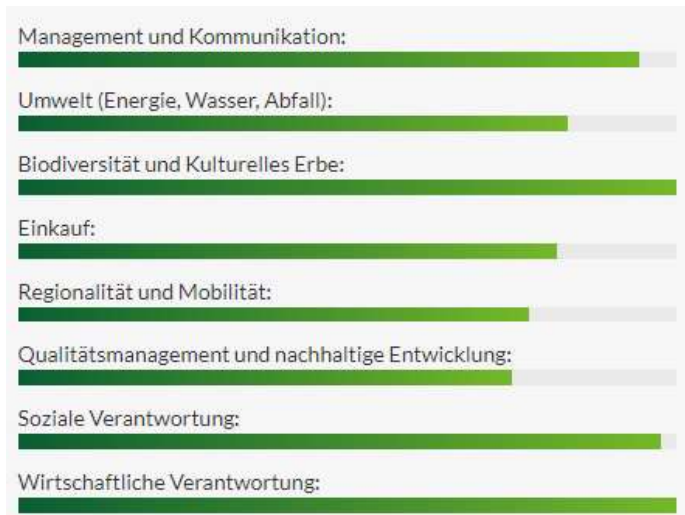 Management und Kommunikation:
Umwelt (Energie, Wasser, Abfall):
Biodiversität und Kulturelles Erbe:
Einkauf:
Regionalität und Mobilität:
Qualitätsmanagement und nachhaltige Entwicklung:
Soziale Verantwortung:
Wirtschaftliche Verantwortung: